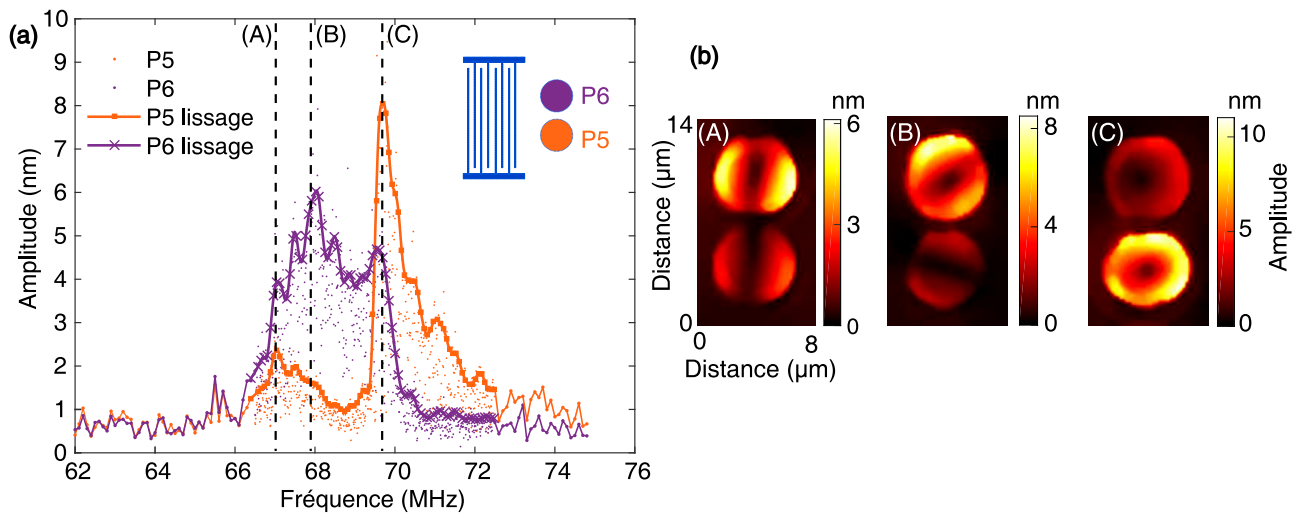 (a)
10
9
8
7
6
5
4
3
2
1
0
Amplitude (nm)
62 64 66 68 70 72 74 76
Fréquence (MHz)
(A) (B) (C)
P5
P6
P5 lissage
P6 lissage
P6
P5
(b)
nm nm nm
(A) (B) (C)
14
0
Distance (µm)
0 8
Distance (µm)
6
3
0
8
4
0
10
5
0
Amplitude